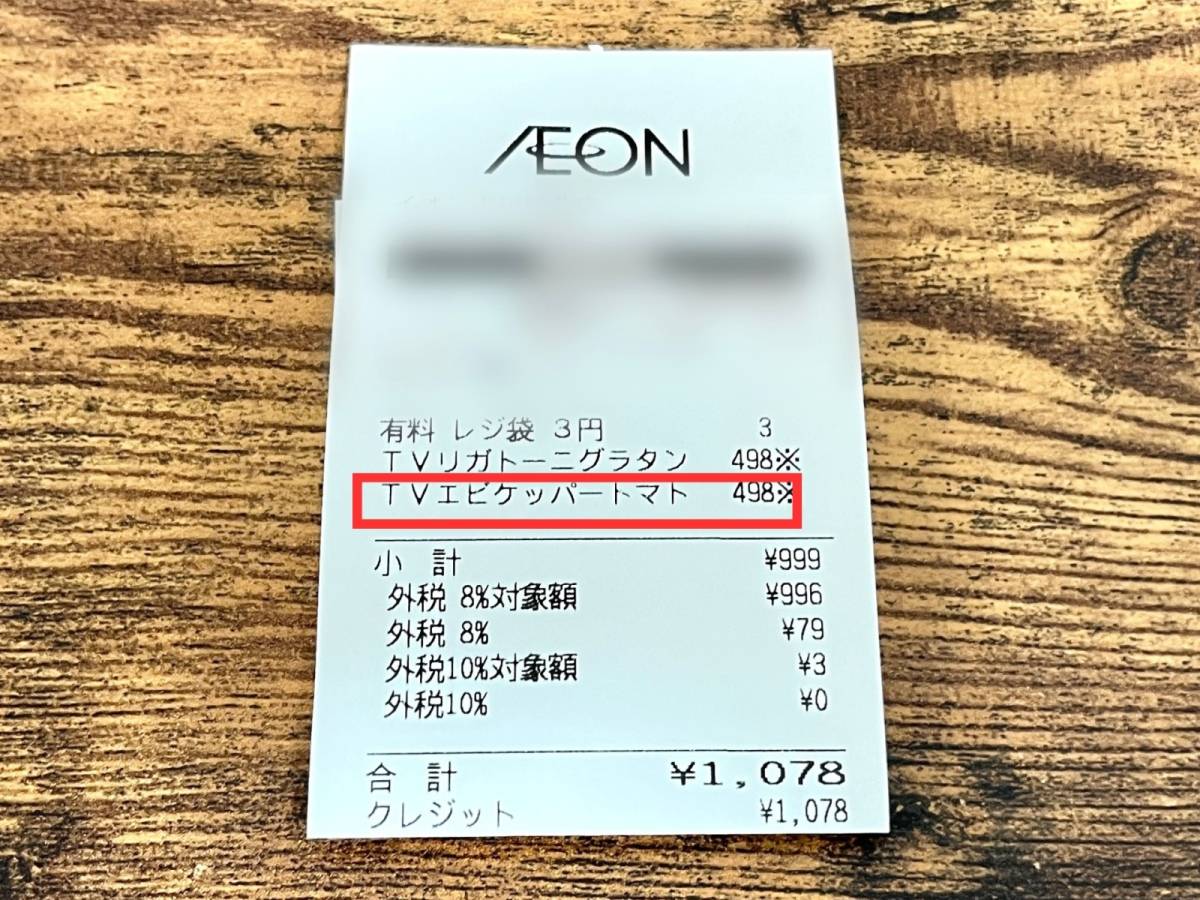 ÆON
有料 レジ袋 3円 3
TVリガトーニグラタン 498※
TVエビケッパートマト 498※
小 計 ¥999
外税 8%対象額 ¥996
外税 8% ¥79
外税10%対象額 ¥3
外税10% ¥0
合 計 ¥1,078
クレジット ¥1,078